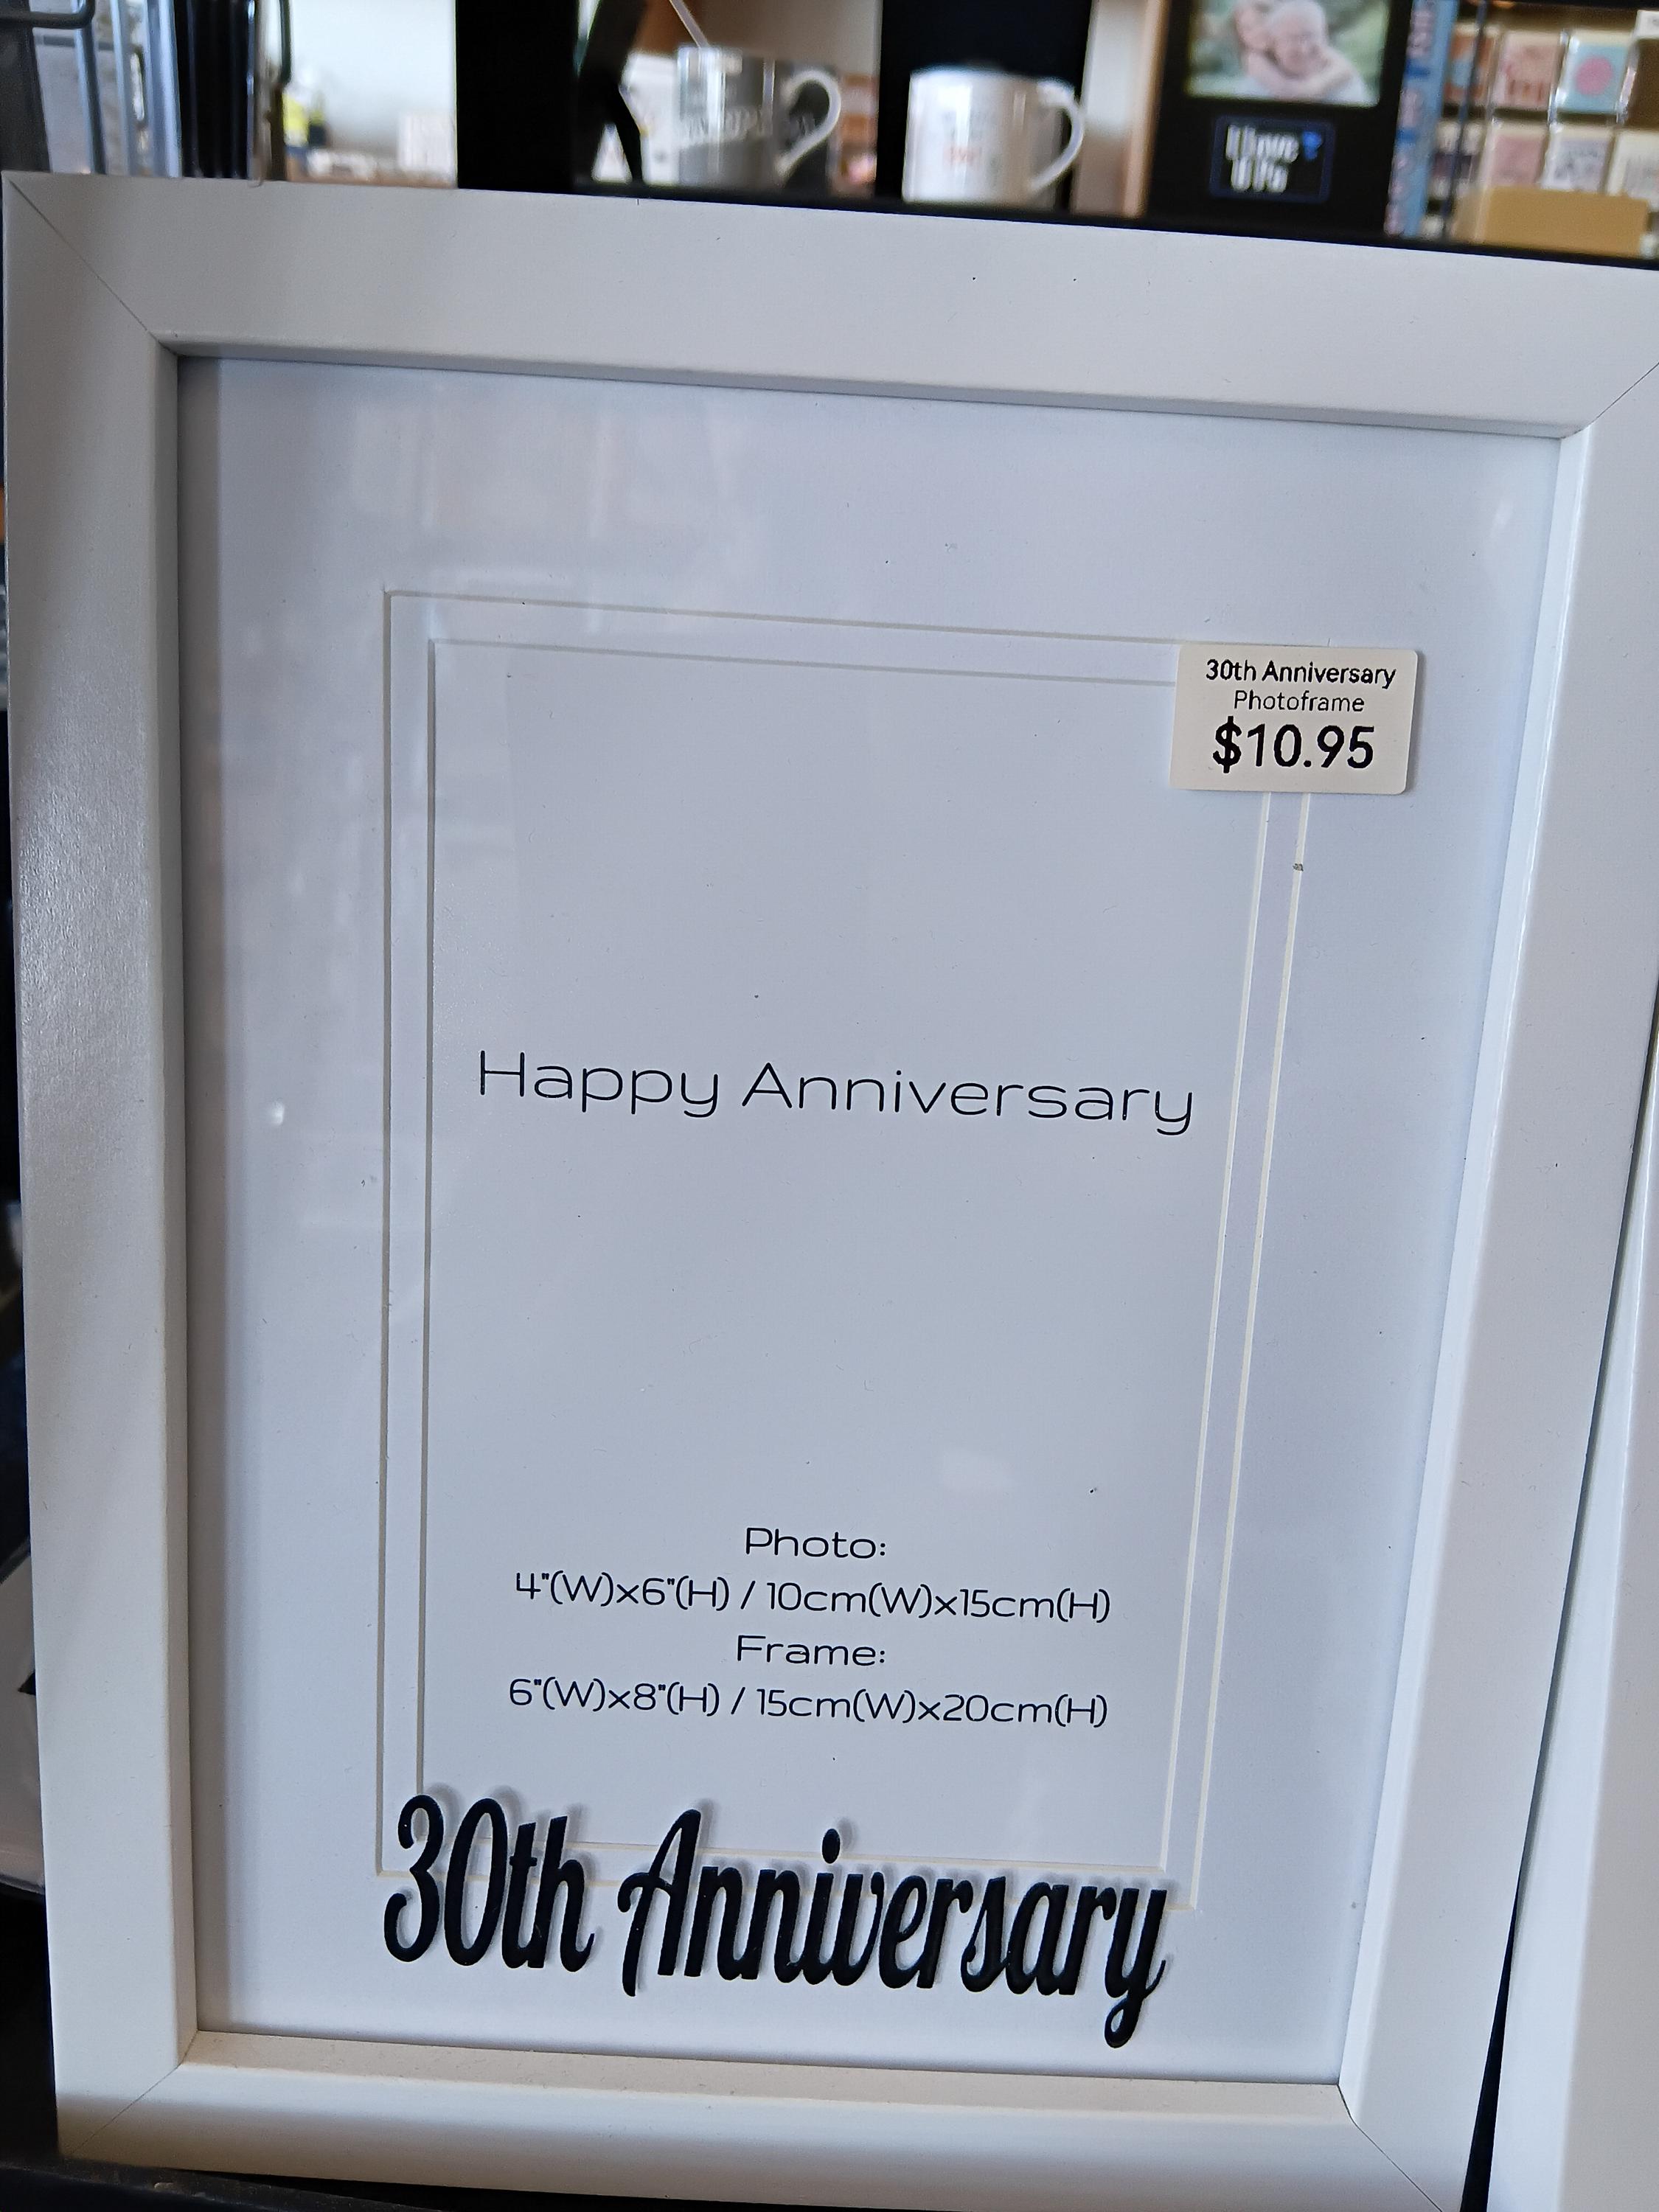 30th Anniversary
Photoframe
$10.95
Happy Anniversary
Photo:
4"(W)x6"(H) / 10cm(W)x15cm(H)
Frame:
6"(W)x8"(H) / 15cm(W)x20cm(H)
30th Anniversary